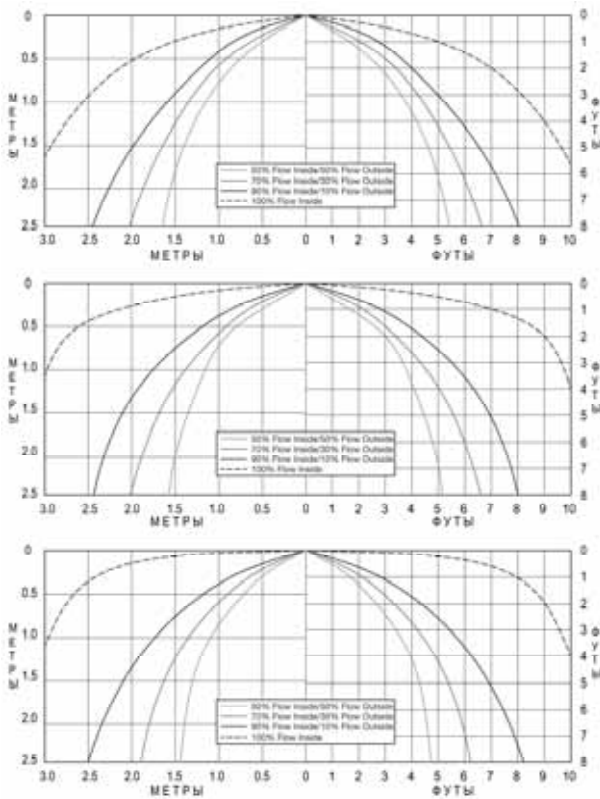 0
0.5
1.0
1.5
2.0
2.5
МЕТРЫ
50% Flow Inside/50% Flow Outside
70% Flow Inside/30% Flow Outside
90% Flow Inside/10% Flow Outside
100% Flow Inside
0
1
2
3
4
5
6
7
8
ФУТЫ
3.0 2.5 2.0 1.5 1.0 0.5 0 1 2 3 4 5 6 7 8 9 10
МЕТРЫ ФУТЫ
0
0.5
1.0
1.5
2.0
2.5
МЕТРЫ
50% Flow Inside/50% Flow Outside
70% Flow Inside/30% Flow Outside
90% Flow Inside/10% Flow Outside
100% Flow Inside
0
1
2
3
4
5
6
7
8
ФУТЫ
3.0 2.5 2.0 1.5 1.0 0.5 0 1 2 3 4 5 6 7 8 9 10
МЕТРЫ ФУТЫ
0
0.5
1.0
1.5
2.0
2.5
МЕТРЫ
50% Flow Inside/50% Flow Outside
70% Flow Inside/30% Flow Outside
90% Flow Inside/10% Flow Outside
100% Flow Inside
0
1
2
3
4
5
6
7
8
ФУТЫ
3.0 2.5 2.0 1.5 1.0 0.5 0 1 2 3 4 5 6 7 8 9 10
МЕТРЫ ФУТЫ